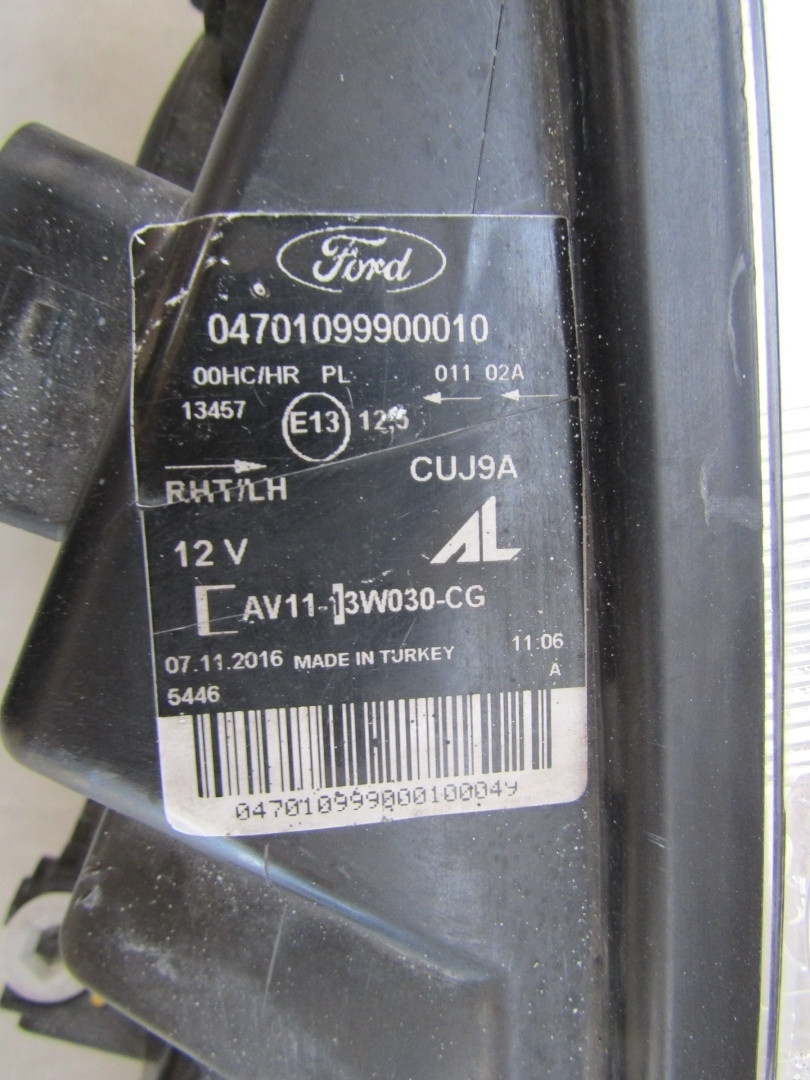 Ford
04701099900010
00HC/HR PL 011 02A
13457 E13 12,5
RHT/LH CUJ9A
12 V AL
AV11-13W030-CG
07.11.2016 MADE IN TURKEY 11:06
5446 A
047010999000100049